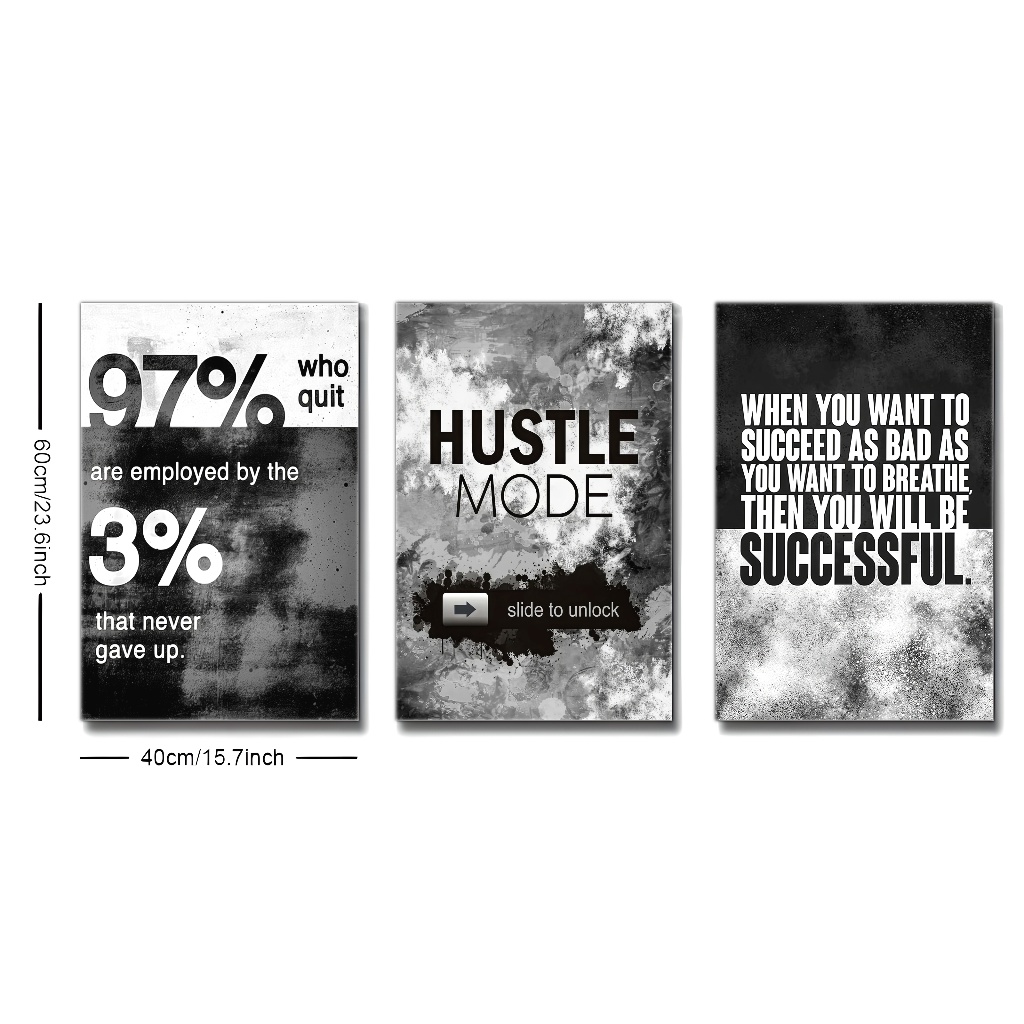 97% who
quit
are employed by the
3%
that never
gave up.
HUSTLE
MODE
slide to unlock
WHEN YOU WANT TO
SUCCEED AS BAD AS
YOU WANT TO BREATHE,
THEN YOU WILL BE
SUCCESSFUL.
60cm/23.6inch
40cm/15.7inch